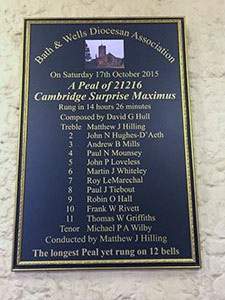 Bath & Wells Diocesan Association
On Saturday 17th October 2015
A Peal of 21216
Cambridge Surprise Maximus
Rung in 14 hours 26 minutes
Composed by David G Hull
Treble Matthew J Hilling
2 John N Hughes-D'Aeth
3 Andrew B Mills
4 Paul N Mounsey
5 John P Loveless
6 Martin J Whiteley
7 Roy LeMarechal
8 Paul J Tiebout
9 Robin O Hall
10 Frank W Rivett
11 Thomas W Griffiths
Tenor Michael P A Wilby
Conducted by Matthew J Hilling
The longest Peal yet rung on 12 bells